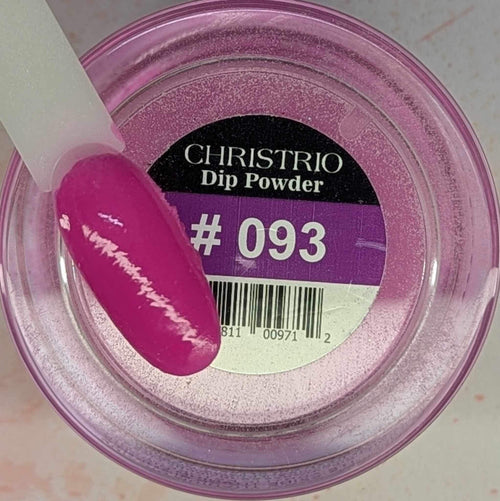 CHRISTRIO
Dip Powder
# 093
811 00971 2